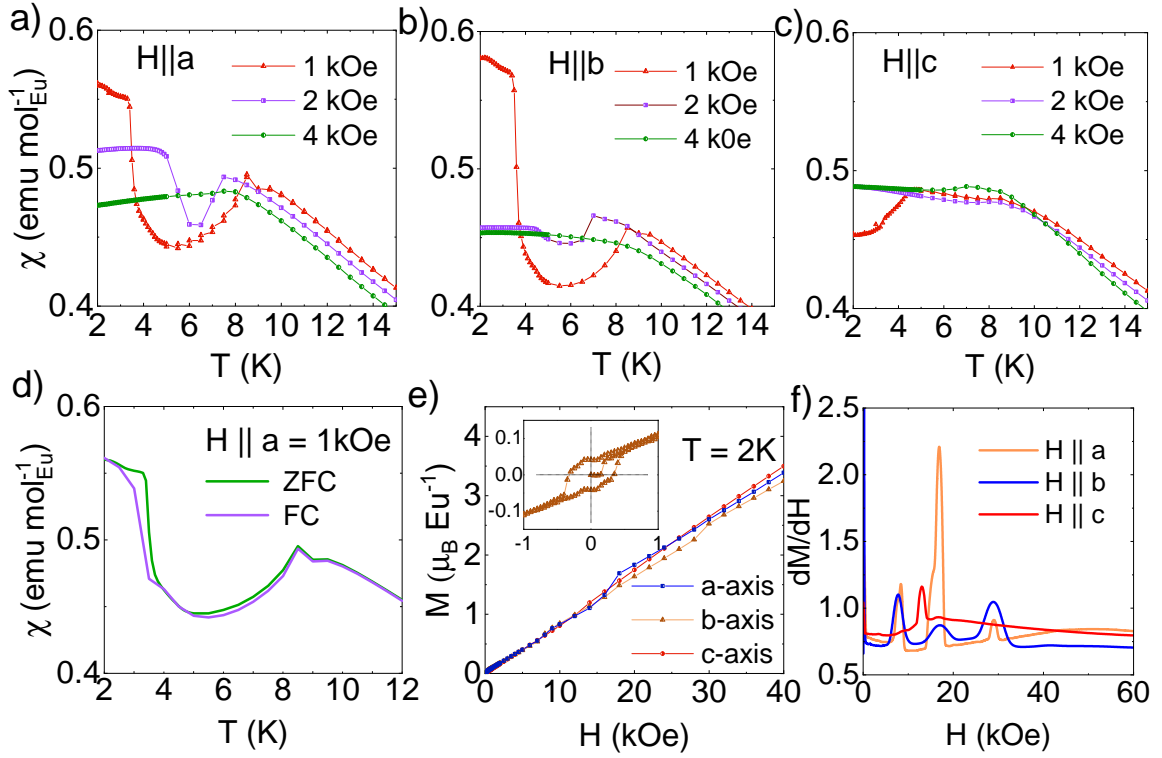 a)
0.6
0.5
0.4
χ (emu mol⁻¹Eu)
H||a
1 kOe
2 kOe
4 kOe
2 4 6 8 10 12 14
T (K)
b)
0.6
0.5
0.4
H||b
1 kOe
2 kOe
4 k0e
2 4 6 8 10 12 14
T (K)
c)
0.6
0.5
0.4
H||c
1 kOe
2 kOe
4 kOe
2 4 6 8 10 12 14
T (K)
d)
0.6
0.5
0.4
χ (emu mol⁻¹Eu)
H || a = 1kOe
ZFC
FC
2 4 6 8 10 12
T (K)
e)
4
3
2
1
0
M (μB Eu⁻¹)
0.1
0.0
-0.1
-1 0 1
T = 2K
a-axis
b-axis
c-axis
0 10 20 30 40
H (kOe)
f)
2.5
2.0
1.5
1.0
0.5
dM/dH
H || a
H || b
H || c
0 20 40 60
H (kOe)